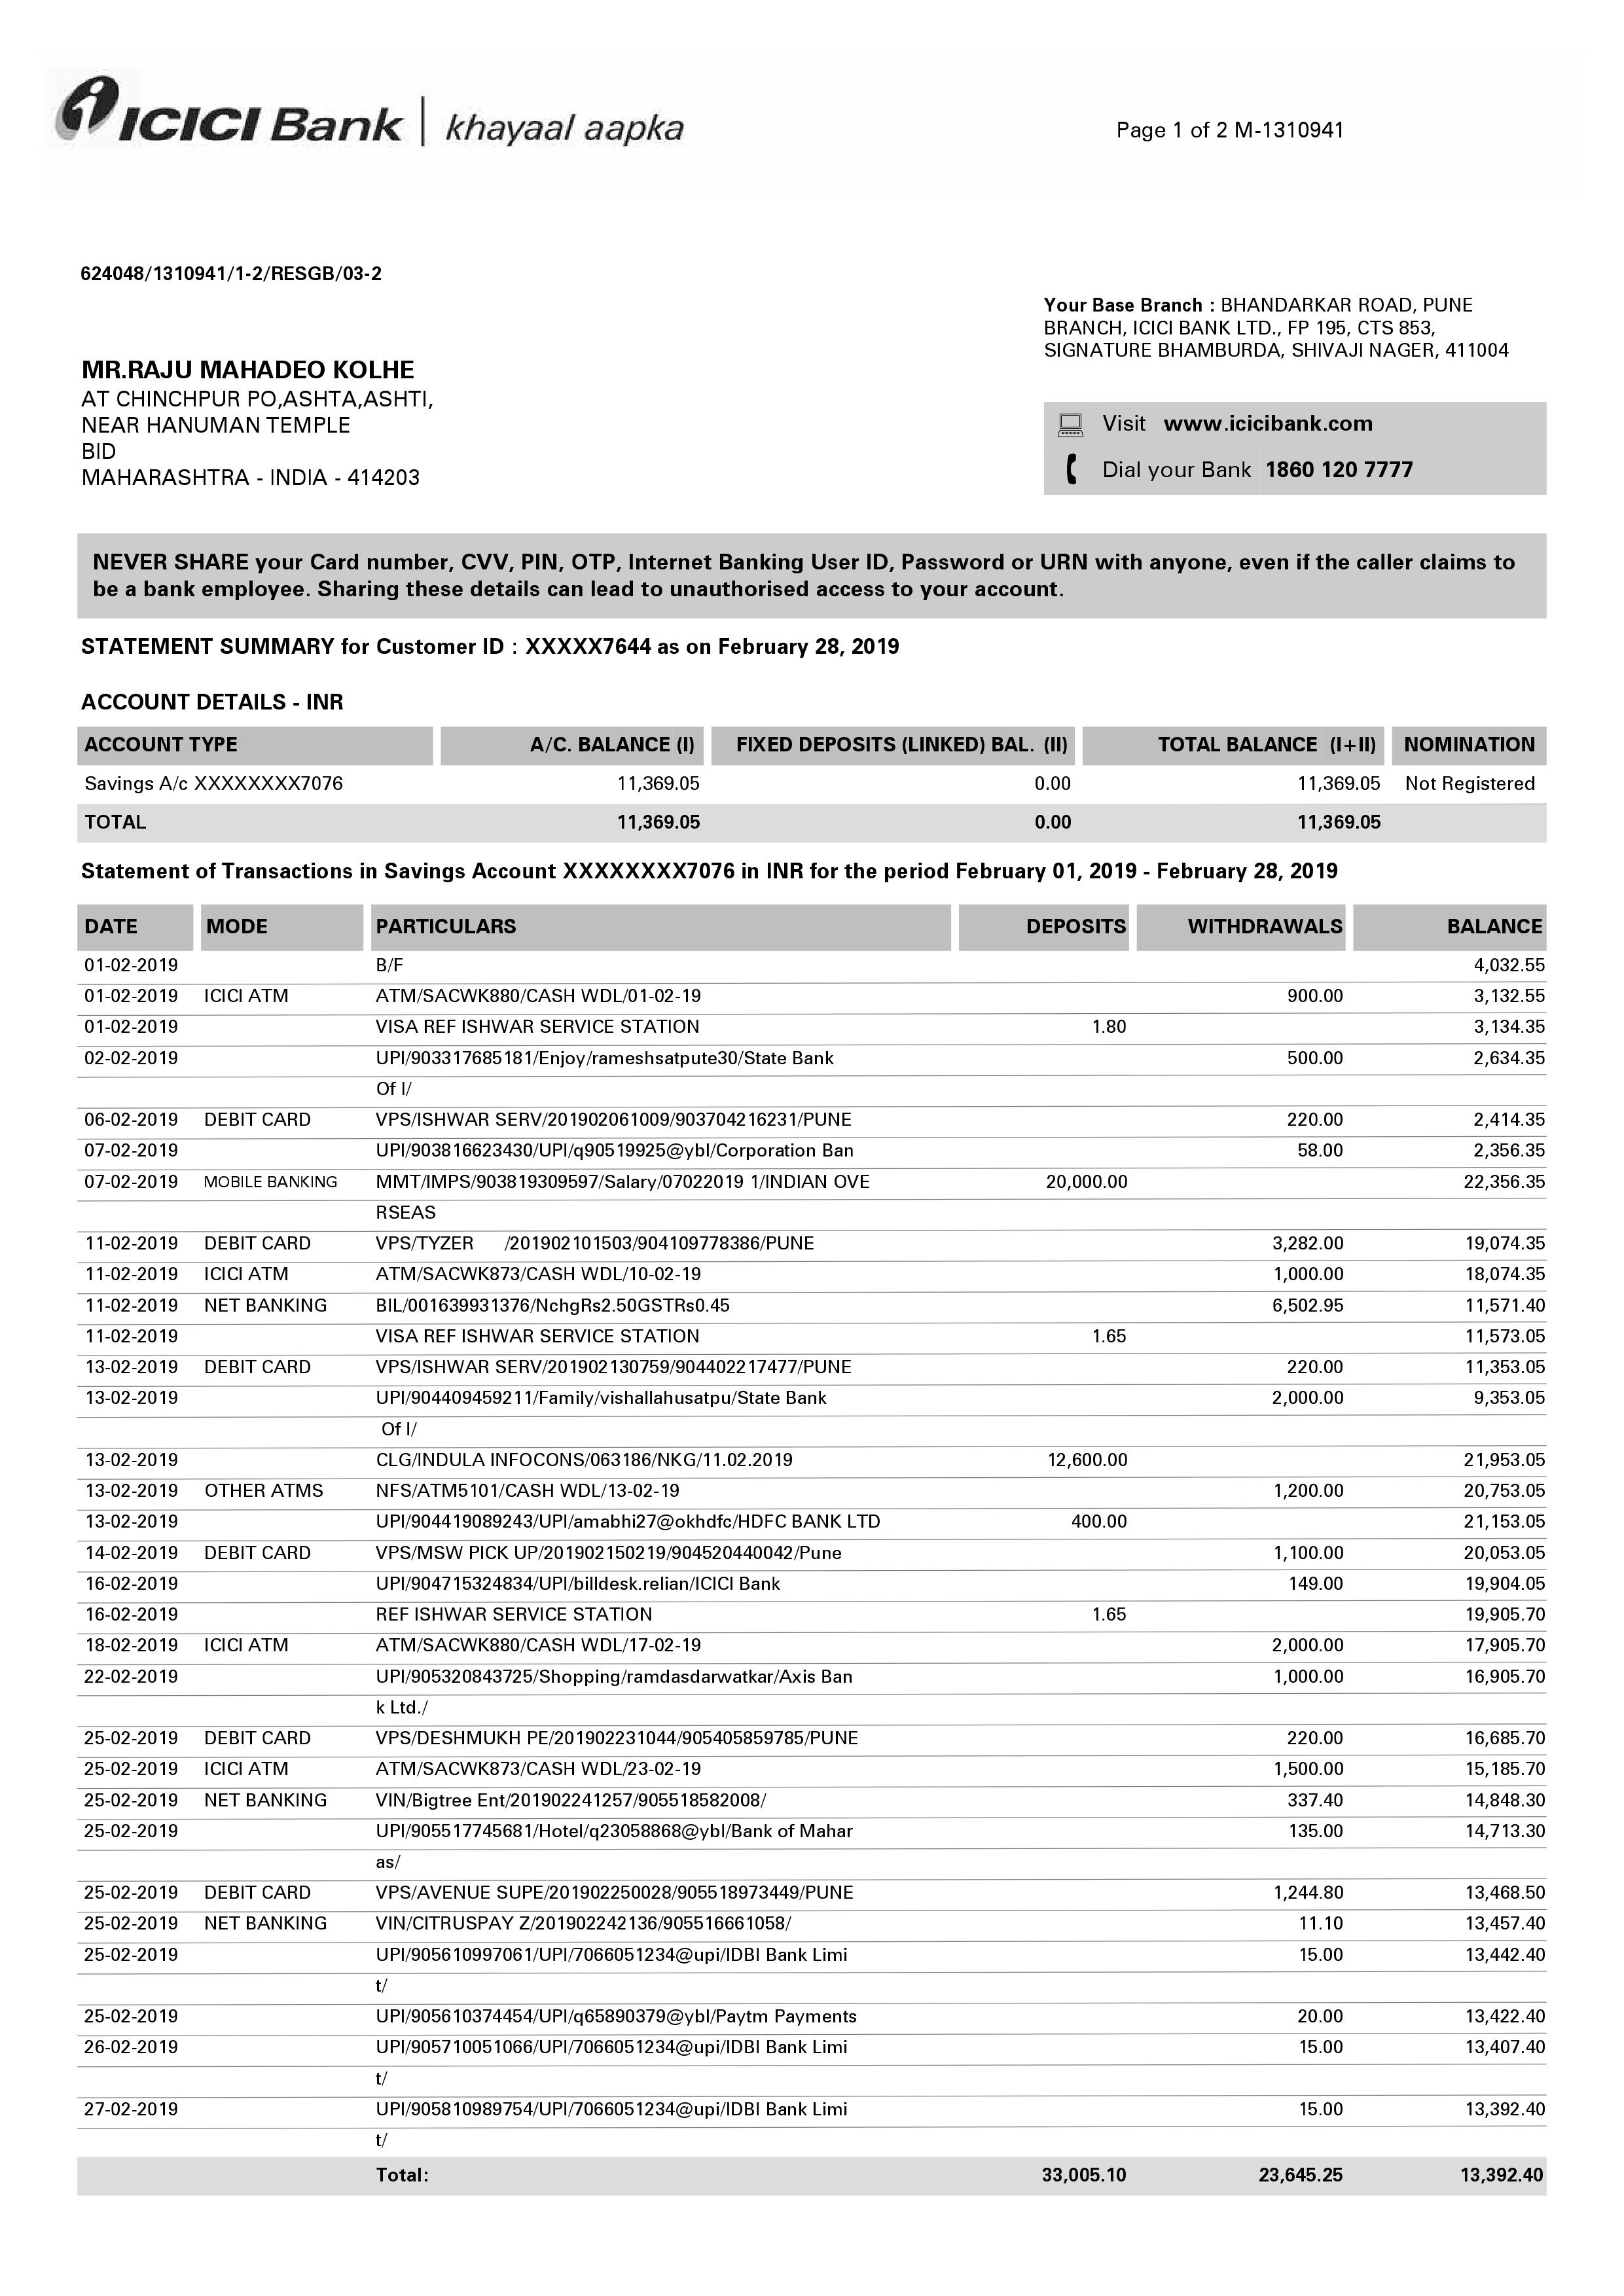 ICICI Bank | khayaal aapka
Page 1 of 2 M-1310941
624048/1310941/1-2/RESGB/03-2
Your Base Branch : BHANDARKAR ROAD, PUNE
BRANCH, ICICI BANK LTD., FP 195, CTS 853,
SIGNATURE BHAMBURDA, SHIVAJI NAGER, 411004
MR.RAJU MAHADEO KOLHE
AT CHINCHPUR PO,ASHTA,ASHTI,
NEAR HANUMAN TEMPLE
BID
MAHARASHTRA - INDIA - 414203
Visit www.icicibank.com
Dial your Bank 1860 120 7777
NEVER SHARE your Card number, CVV, PIN, OTP, Internet Banking User ID, Password or URN with anyone, even if the caller claims to
be a bank employee. Sharing these details can lead to unauthorised access to your account.
STATEMENT SUMMARY for Customer ID : XXXXX7644 as on February 28, 2019
ACCOUNT DETAILS - INR
ACCOUNT TYPE A/C. BALANCE (I) FIXED DEPOSITS (LINKED) BAL. (II) TOTAL BALANCE (I+II) NOMINATION
Savings A/c XXXXXXXX7076 11,369.05 0.00 11,369.05 Not Registered
TOTAL 11,369.05 0.00 11,369.05
Statement of Transactions in Savings Account XXXXXXXX7076 in INR for the period February 01, 2019 - February 28, 2019
DATE MODE PARTICULARS DEPOSITS WITHDRAWALS BALANCE
01-02-2019 B/F 4,032.55
01-02-2019 ICICI ATM ATM/SACWK880/CASH WDL/01-02-19 900.00 3,132.55
01-02-2019 VISA REF ISHWAR SERVICE STATION 1.80 3,134.35
02-02-2019 UPI/903317685181/Enjoy/rameshsatpute30/State Bank 500.00 2,634.35
Of I/
06-02-2019 DEBIT CARD VPS/ISHWAR SERV/201902061009/903704216231/PUNE 220.00 2,414.35
07-02-2019 UPI/903816623430/UPI/q90519925@ybl/Corporation Ban 58.00 2,356.35
07-02-2019 MOBILE BANKING MMT/IMPS/903819309597/Salary/07022019 1/INDIAN OVE 20,000.00 22,356.35
RSEAS
11-02-2019 DEBIT CARD VPS/TYZER /201902101503/904109778386/PUNE 3,282.00 19,074.35
11-02-2019 ICICI ATM ATM/SACWK873/CASH WDL/10-02-19 1,000.00 18,074.35
11-02-2019 NET BANKING BIL/001639931376/NchgRs2.50GSTRs0.45 6,502.95 11,571.40
11-02-2019 VISA REF ISHWAR SERVICE STATION 1.65 11,573.05
13-02-2019 DEBIT CARD VPS/ISHWAR SERV/201902130759/904402217477/PUNE 220.00 11,353.05
13-02-2019 UPI/904409459211/Family/vishallahusatpu/State Bank 2,000.00 9,353.05
Of I/
13-02-2019 CLG/INDULA INFOCONS/063186/NKG/11.02.2019 12,600.00 21,953.05
13-02-2019 OTHER ATMS NFS/ATM5101/CASH WDL/13-02-19 1,200.00 20,753.05
13-02-2019 UPI/904419089243/UPI/amabhi27@okhdfc/HDFC BANK LTD 400.00 21,153.05
14-02-2019 DEBIT CARD VPS/MSW PICK UP/201902150219/904520440042/Pune 1,100.00 20,053.05
16-02-2019 UPI/904715324834/UPI/billdesk.relian/ICICI Bank 149.00 19,904.05
16-02-2019 REF ISHWAR SERVICE STATION 1.65 19,905.70
18-02-2019 ICICI ATM ATM/SACWK880/CASH WDL/17-02-19 2,000.00 17,905.70
22-02-2019 UPI/905320843725/Shopping/ramdasdarwatkar/Axis Ban 1,000.00 16,905.70
k Ltd./
25-02-2019 DEBIT CARD VPS/DESHMUKH PE/201902231044/905405859785/PUNE 220.00 16,685.70
25-02-2019 ICICI ATM ATM/SACWK873/CASH WDL/23-02-19 1,500.00 15,185.70
25-02-2019 NET BANKING VIN/Bigtree Ent/201902241257/905518582008/ 337.40 14,848.30
25-02-2019 UPI/905517745681/Hotel/q23058868@ybl/Bank of Mahar 135.00 14,713.30
as/
25-02-2019 DEBIT CARD VPS/AVENUE SUPE/201902250028/905518973449/PUNE 1,244.80 13,468.50
25-02-2019 NET BANKING VIN/CITRUSPAY Z/201902242136/905516661058/ 11.10 13,457.40
25-02-2019 UPI/905610997061/UPI/7066051234@upi/IDBI Bank Limi 15.00 13,442.40
t/
25-02-2019 UPI/905610374454/UPI/q65890379@ybl/Paytm Payments 20.00 13,422.40
26-02-2019 UPI/905710051066/UPI/7066051234@upi/IDBI Bank Limi 15.00 13,407.40
t/
27-02-2019 UPI/905810989754/UPI/7066051234@upi/IDBI Bank Limi 15.00 13,392.40
t/
Total: 33,005.10 23,645.25 13,392.40